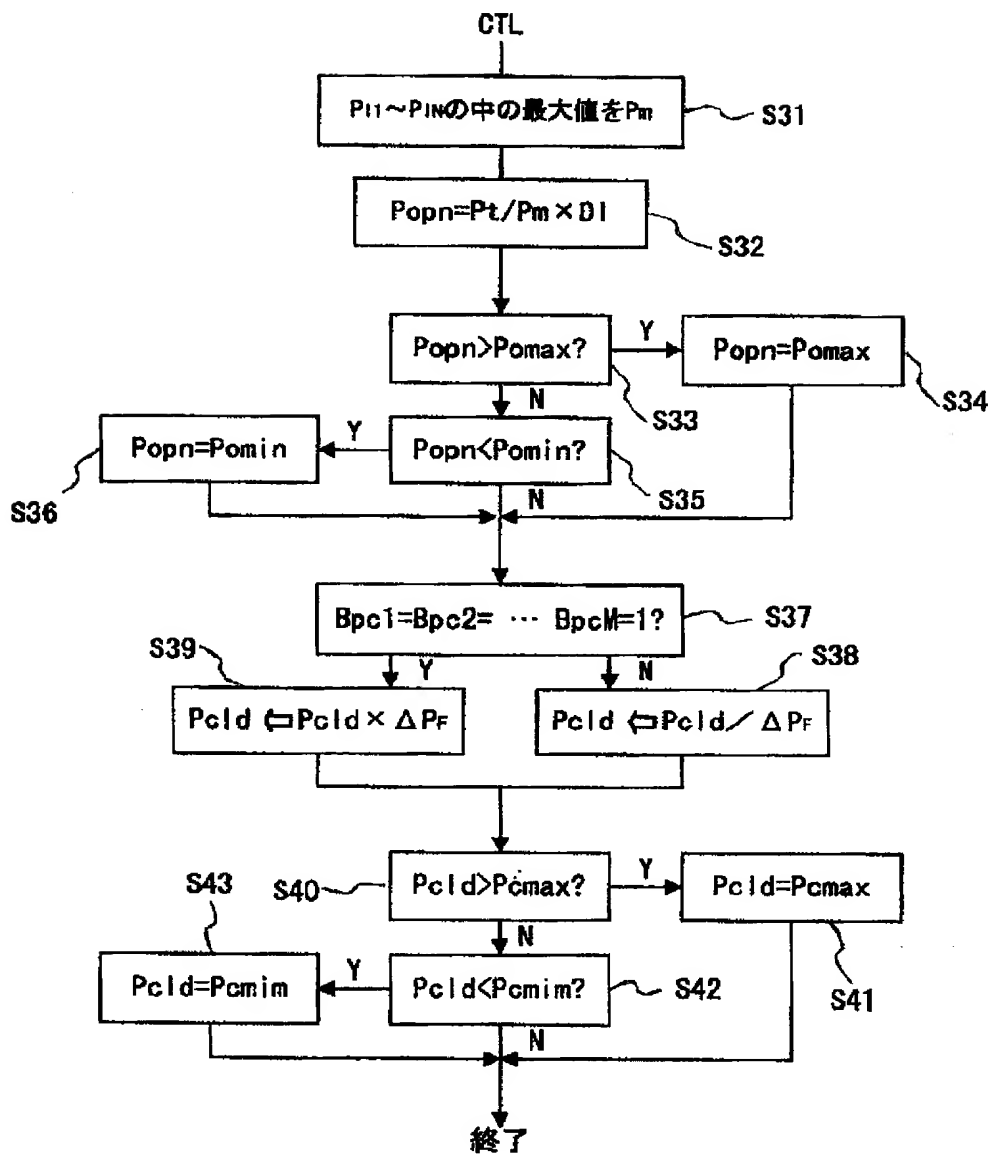 CTL
PI1～PINの中の最大値をPm
S31
Popn=Pt/Pm×DI
S32
Popn>Pomax?
Y
Popn=Pomax
N
S33
S34
Popn=Pomin
Y
Popn<Pomin?
S36
N
S35
Bpc1=Bpc2= … BpcM=1?
S37
S39
Y
N
S38
Pcld ⇦Pcld×ΔPF
Pcld ⇦Pcld／ΔPF
S40
Pcld>Pcmax?
Y
Pcld=Pcmax
S43
N
S41
Pcld=Pcmim
Y
Pcld<Pcmim?
S42
N
終了